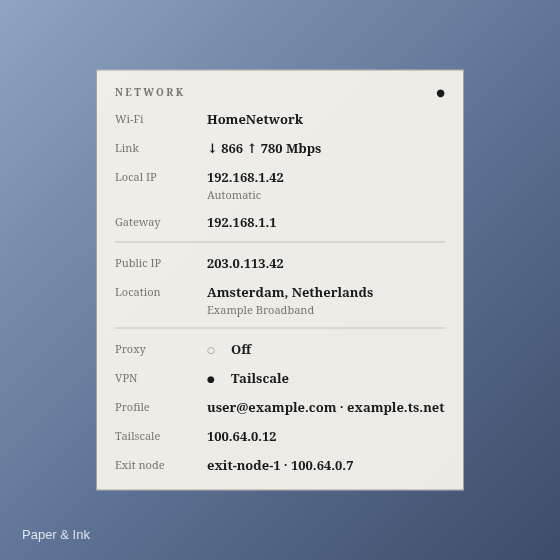 NETWORK ●
Wi-Fi HomeNetwork
Link ↓ 866 ↑ 780 Mbps
Local IP 192.168.1.42
Automatic
Gateway 192.168.1.1
Public IP 203.0.113.42
Location Amsterdam, Netherlands
Example Broadband
Proxy ○ Off
VPN ● Tailscale
Profile user@example.com · example.ts.net
Tailscale 100.64.0.12
Exit node exit-node-1 · 100.64.0.7
Paper & Ink